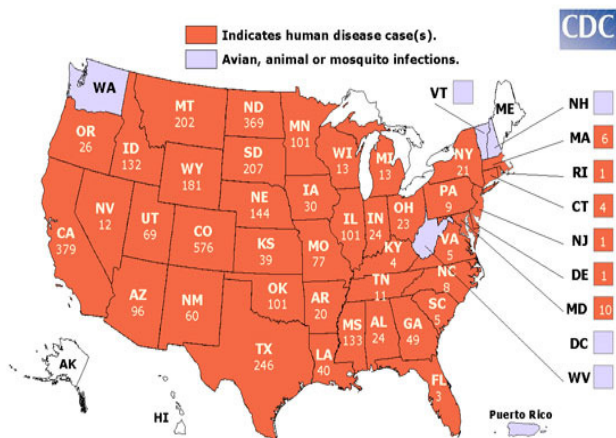 Indicates human disease case(s).
CDC
Avian, animal or mosquito infections.
WA
VT
ME
NH
MT
202
ND
369
MN
101
OR
26
ID
132
SD
207
WI
13
MI
13
NY
21
MA 6
RI 1
WY
181
IA
30
PA
9
CT 4
NE
144
NV
12
UT
69
CO
576
IL
101
IN
24
OH
23
NJ 1
CA
379
KS
39
MO
77
KY
4
VA
5
DE 1
MD 10
AZ
96
NM
60
OK
101
AR
20
TN
11
NC
8
SC
5
DC
MS
133
AL
24
GA
49
WV
TX
246
LA
40
FL
3
AK
HI
Puerto Rico